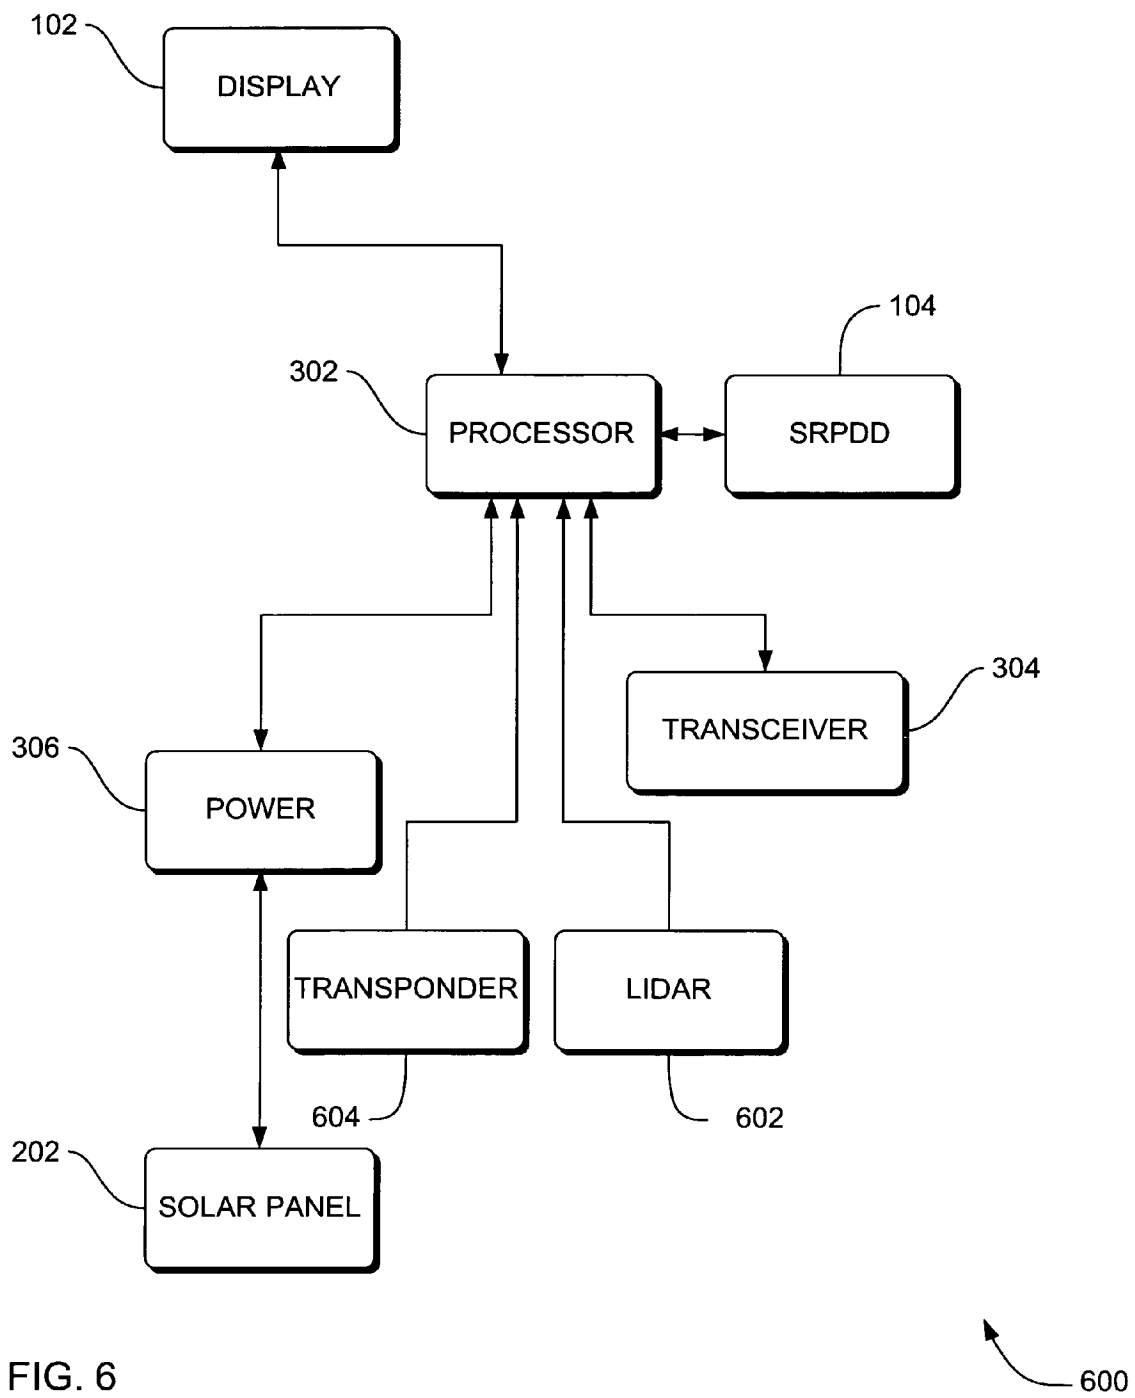 102
DISPLAY
104
302
PROCESSOR
SRPDD
304
TRANSCEIVER
306
POWER
TRANSPONDER
LIDAR
604
602
202
SOLAR PANEL
FIG. 6
600